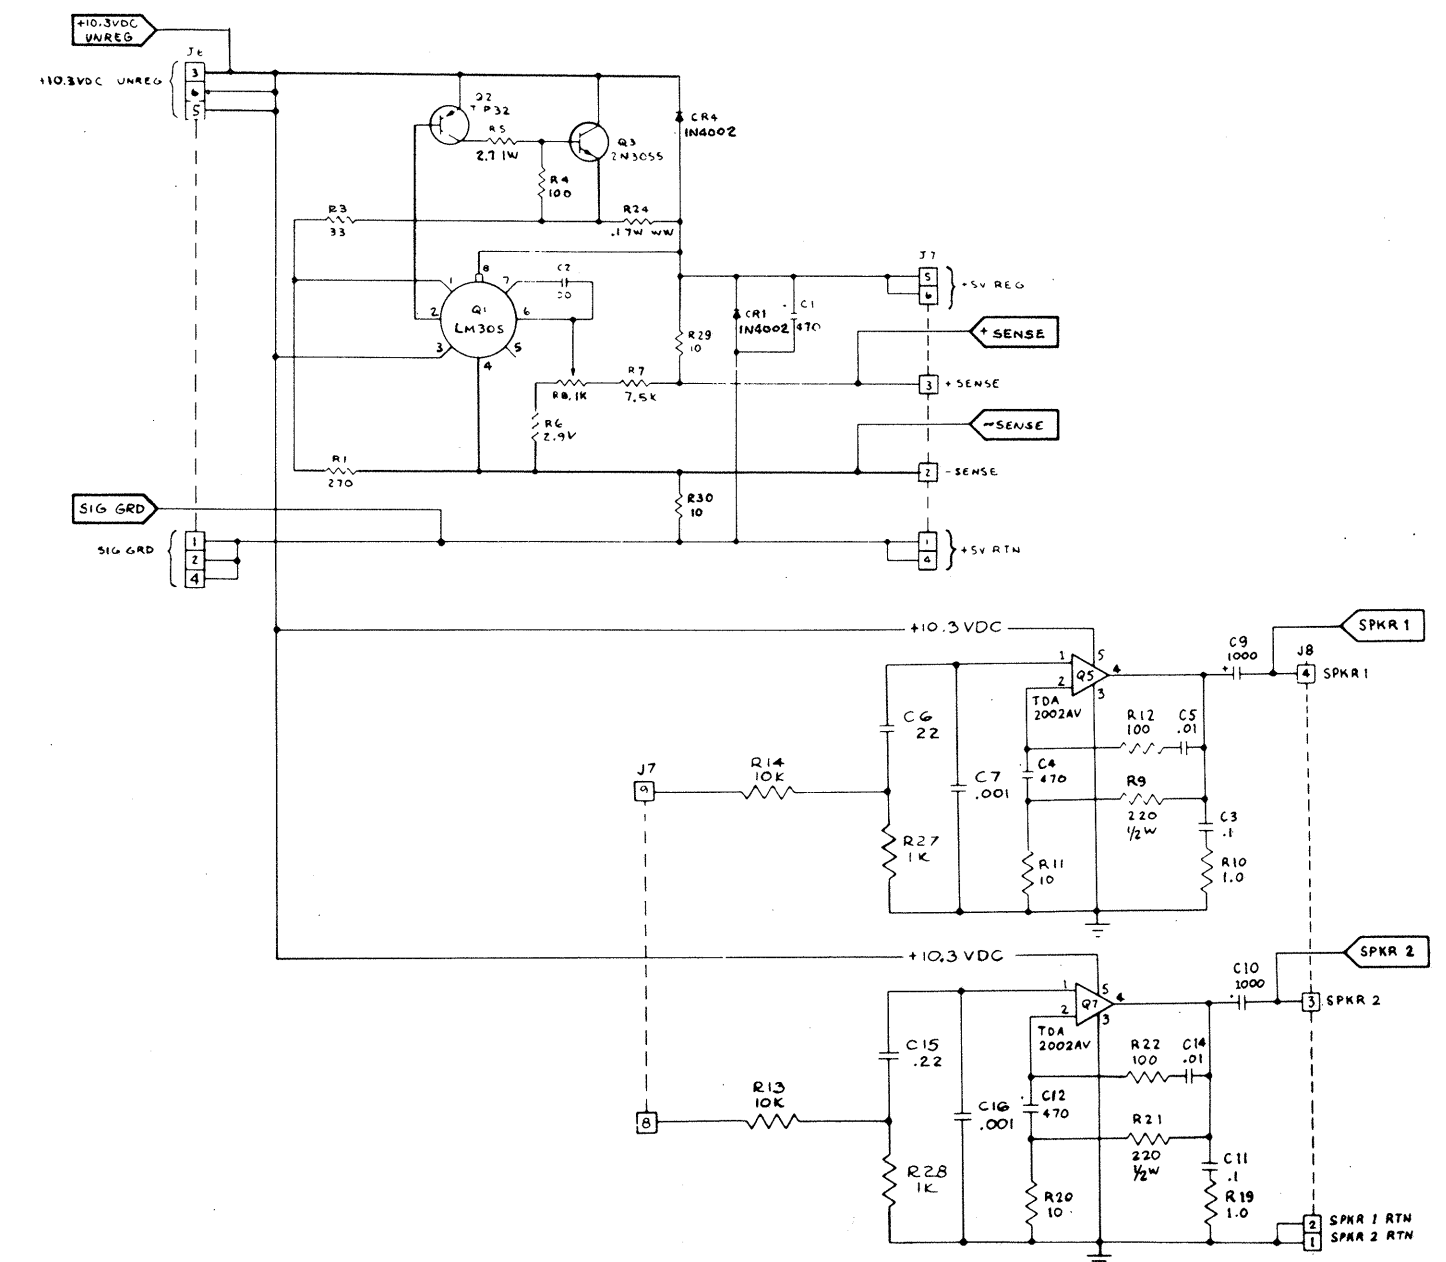 +10.3VDC
UNREG
J6
+10.3VDC UNREG
3
6
5
Q2
R5
2.7 1W
Q3
2N3055
CR4
1N4002
R4
100
R3
33
R24
.1 7W WW
1
8
7
C2
2
Q1
LM305
6
3
4
5
R8, 1K
R7
7.5K
R6
R29
10
CR1
1N4002
C1
470
J7
5
6
+5V REG
+ SENSE
3
+ SENSE
~SENSE
2
-SENSE
R1
270
R30
10
SIG GRD
SIG GRD
1
2
4
1
4
+5V RTN
+10.3VDC
SPKR 1
1
5
2
Q5
4
3
TDA
2002AV
C9
1000
+
J8
4
SPKR 1
C6
22
R12
100
C5
.01
J7
9
R14
10K
C7
.001
C4
470
R9
220
1/2W
C3
.1
R27
1K
R11
10
R10
1.0
+10.3 VDC
SPKR 2
1
5
2
Q7
4
3
TDA
2002AV
C10
1000
3
SPKR 2
C15
.22
R22
100
C14
.01
8
R13
10K
C16
.001
C12
470
R21
220
1/2W
C11
.1
R28
1K
R20
10
R19
1.0
2
SPKR 1 RTN
1
SPKR 2 RTN